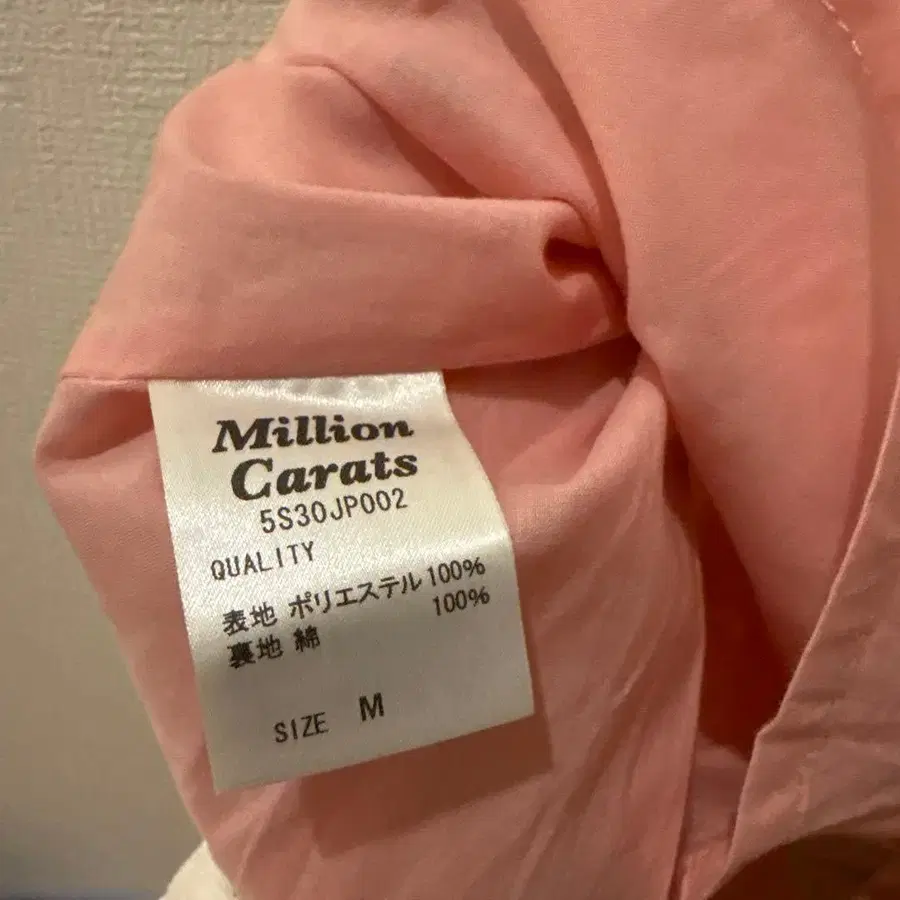 Million
Carats
5S30JP002
QUALITY
表地 ポリエステル 100%
裏地 綿 100%
SIZE M